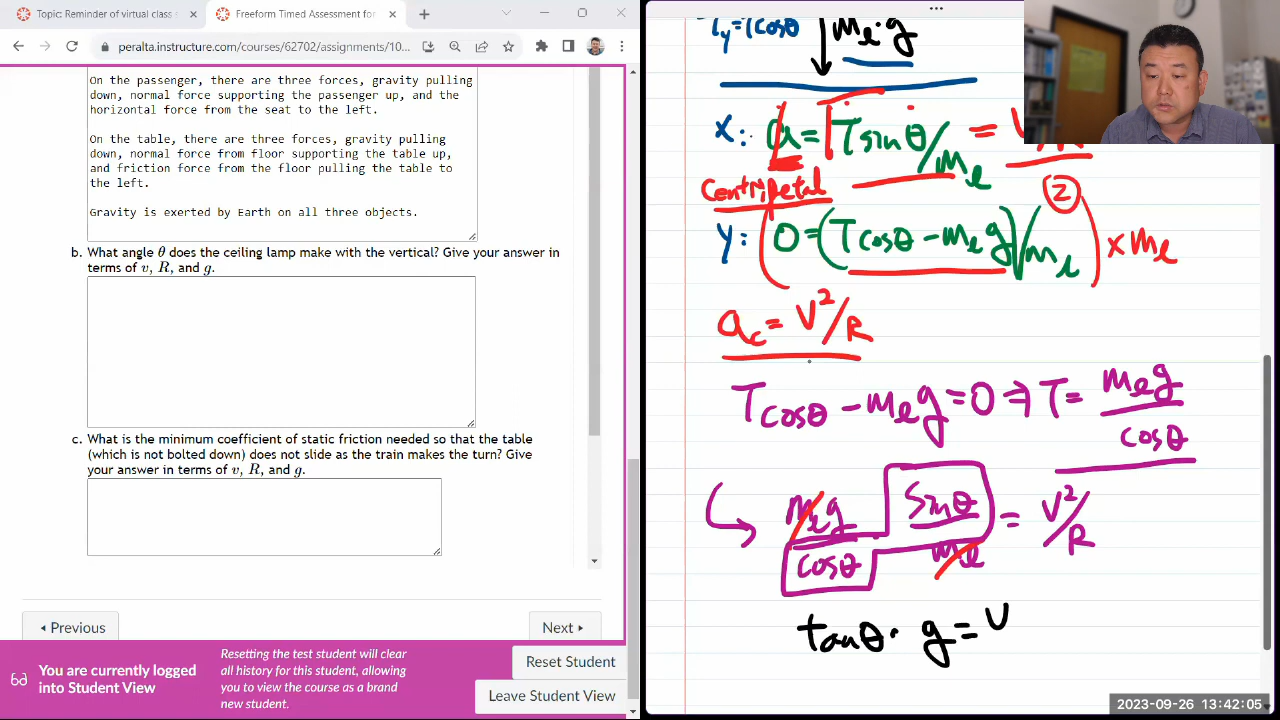 Topic: Reminder of virtual class s
Freeform Timed Assessment for
peralta.instructure.com/courses/62702/assignments/10...
On the passenger there are three forces, gravity pulling
down, normal force supporting the passenger up, and the
force from the seat to the left.
On the table, there are three forces, gravity pulling
down, normal force from floor supporting the table up,
and friction force from the floor pulling the table to
the left.
Gravity is exerted by Earth on all three objects.
b. What angle θ does the ceiling lamp make with the vertical? Give your answer in
terms of v, R, and g.
c. What is the minimum coefficient of static friction needed so that the table
(which is not bolted down) does not slide as the train makes the turn? Give
your answer in terms of v, R, and g.
◂ Previous
Next ▸
You are currently logged
into Student View
Resetting the test student will clear
all history for this student, allowing
you to view the course as a brand
new student.
Reset Student
Leave Student View
Ty=Tcosθ
mℓ·g
x: a = Tsinθ/mℓ =
Centripetal
2
y: (0=(Tcosθ-mℓg)/mℓ) × mℓ
ac = V²/R
Tcosθ - mℓg = 0 ⇒ T = mℓg/cosθ
mℓg/cosθ sinθ/mℓ = V²/R
tanθ · g = V
2023-09-26 13:42:05